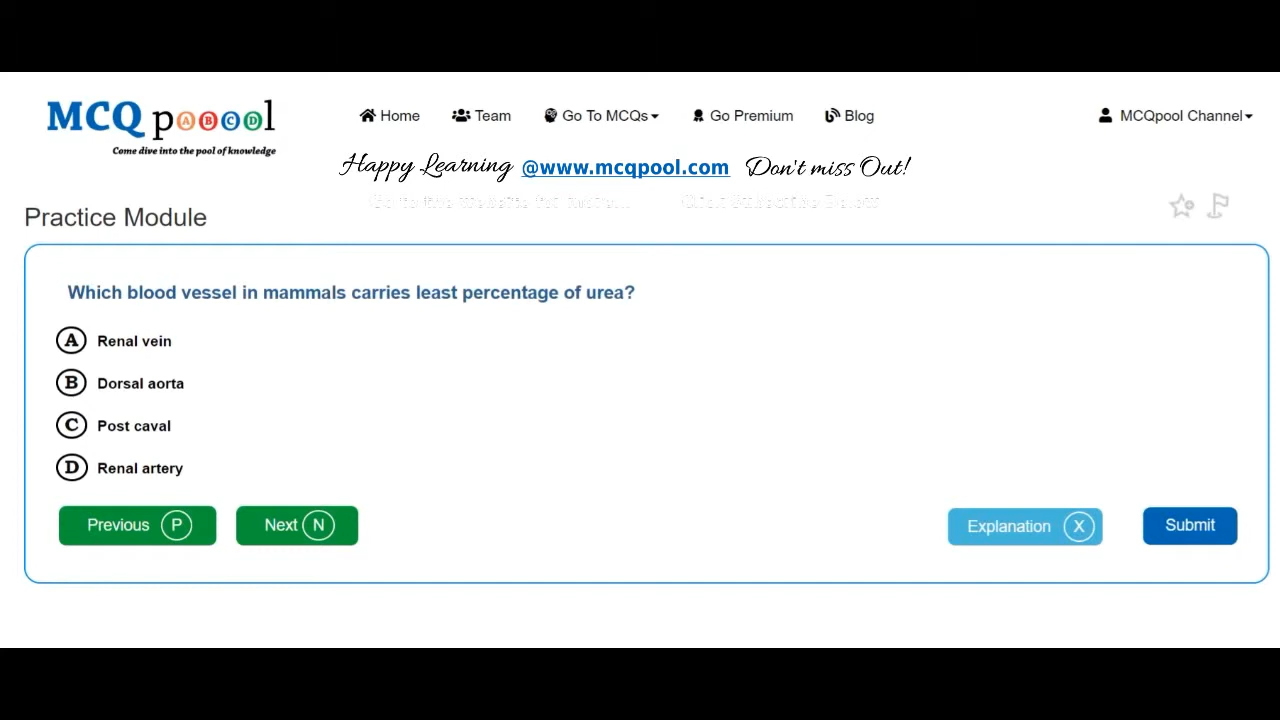 MCQ pooool
Come dive into the pool of knowledge
Home Team Go To MCQs Go Premium Blog MCQpool Channel
Happy Learning @www.mcqpool.com Don't miss Out!
Practice Module
Which blood vessel in mammals carries least percentage of urea?
A Renal vein
B Dorsal aorta
C Post caval
D Renal artery
Previous P Next N Explanation X Submit